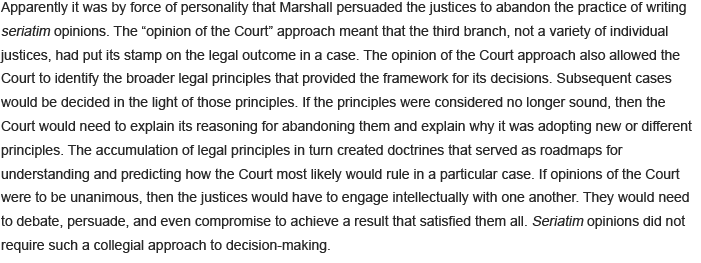 Apparently it was by force of personality that Marshall persuaded the justices to abandon the practice of writing
seriatim opinions. The “opinion of the Court” approach meant that the third branch, not a variety of individual
justices, had put its stamp on the legal outcome in a case. The opinion of the Court approach also allowed the
Court to identify the broader legal principles that provided the framework for its decisions. Subsequent cases
would be decided in the light of those principles. If the principles were considered no longer sound, then the
Court would need to explain its reasoning for abandoning them and explain why it was adopting new or different
principles. The accumulation of legal principles in turn created doctrines that served as roadmaps for
understanding and predicting how the Court most likely would rule in a particular case. If opinions of the Court
were to be unanimous, then the justices would have to engage intellectually with one another. They would need
to debate, persuade, and even compromise to achieve a result that satisfied them all. Seriatim opinions did not
require such a collegial approach to decision-making.